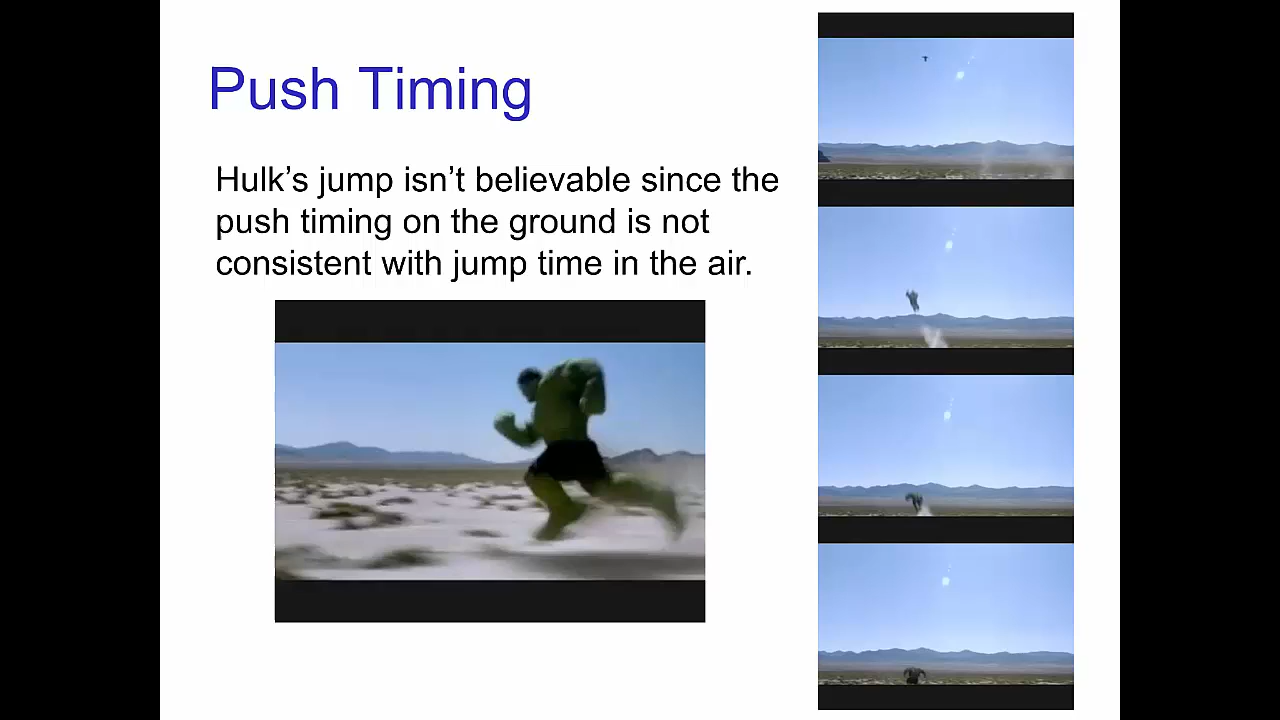 Push Timing
Hulk’s jump isn’t believable since the
push timing on the ground is not
consistent with jump time in the air.